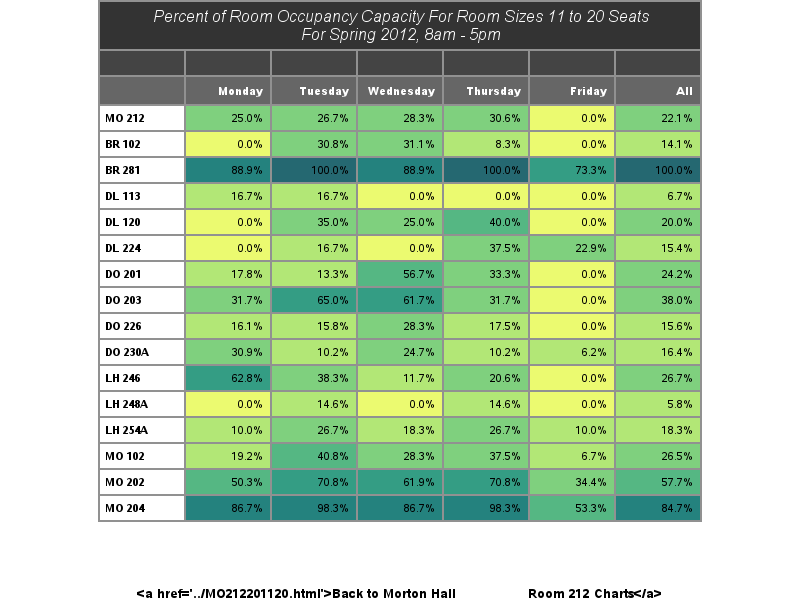 Percent of Room Occupancy Capacity For Room Sizes 11 to 20 Seats
For Spring 2012, 8am - 5pm
Monday Tuesday Wednesday Thursday Friday All
MO 212 25.0% 26.7% 28.3% 30.6% 0.0% 22.1%
BR 102 0.0% 30.8% 31.1% 8.3% 0.0% 14.1%
BR 281 88.9% 100.0% 88.9% 100.0% 73.3% 100.0%
DL 113 16.7% 16.7% 0.0% 0.0% 0.0% 6.7%
DL 120 0.0% 35.0% 25.0% 40.0% 0.0% 20.0%
DL 224 0.0% 16.7% 0.0% 37.5% 22.9% 15.4%
DO 201 17.8% 13.3% 56.7% 33.3% 0.0% 24.2%
DO 203 31.7% 65.0% 61.7% 31.7% 0.0% 38.0%
DO 226 16.1% 15.8% 28.3% 17.5% 0.0% 15.6%
DO 230A 30.9% 10.2% 24.7% 10.2% 6.2% 16.4%
LH 246 62.8% 38.3% 11.7% 20.6% 0.0% 26.7%
LH 248A 0.0% 14.6% 0.0% 14.6% 0.0% 5.8%
LH 254A 10.0% 26.7% 18.3% 26.7% 10.0% 18.3%
MO 102 19.2% 40.8% 28.3% 37.5% 6.7% 26.5%
MO 202 50.3% 70.8% 61.9% 70.8% 34.4% 57.7%
MO 204 86.7% 98.3% 86.7% 98.3% 53.3% 84.7%
<a href='../MO212201120.html'>Back to Morton Hall Room 212 Charts</a>